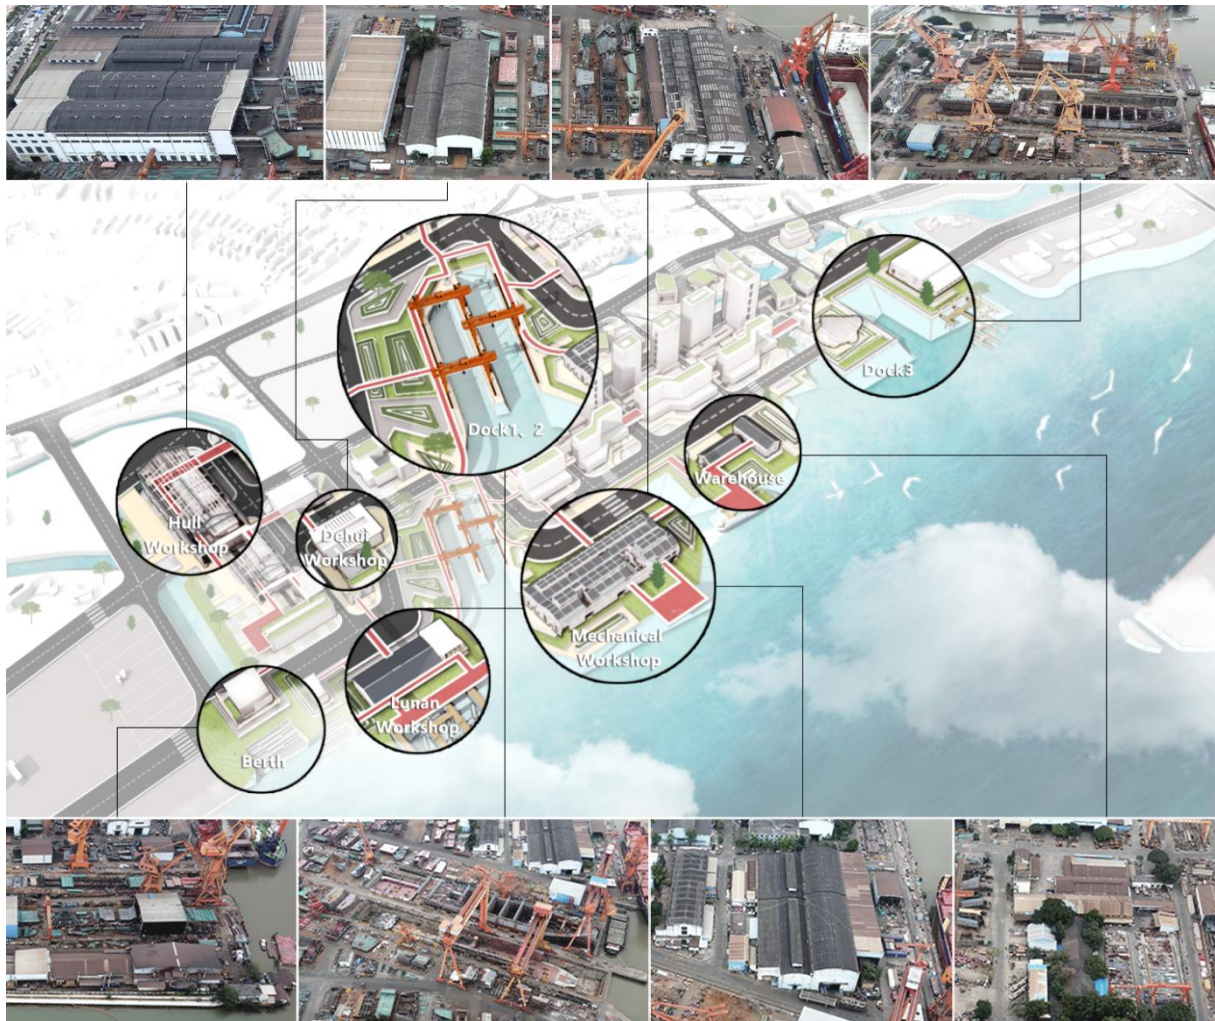 Dock1、2
Dock3
Warehouse
Hull
Workshop
Dehui
Workshop
Mechanical
Workshop
Lunan
Workshop
Berth